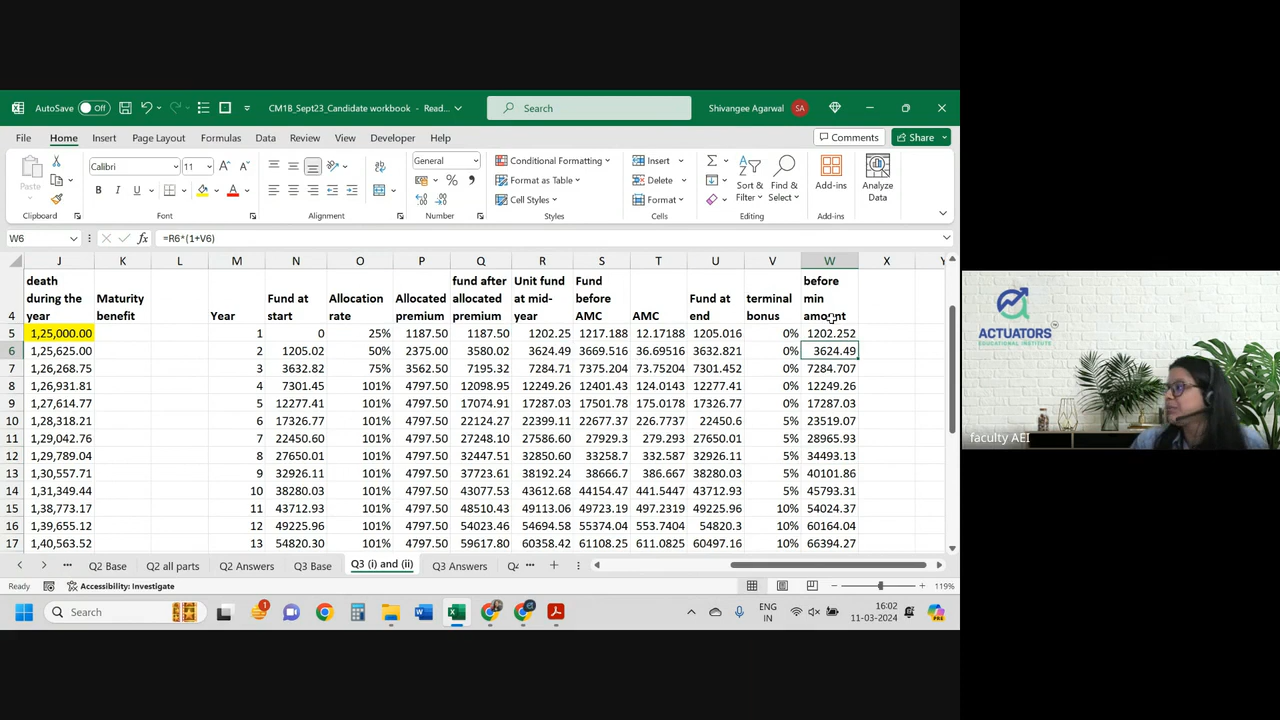 AutoSave Off CM1B_Sept23_Candidate workbook - Read... Search Shivangee Agarwal SA
File Home Insert Page Layout Formulas Data Review View Developer Help Comments Share
Paste Calibri 11 General Conditional Formatting Insert
B I U Format as Table Delete Sort & Filter Find & Select Add-ins Analyze Data
Cell Styles Format
Clipboard Font Alignment Number Styles Cells Editing Add-ins
W6 =R6*(1+V6)
J K L M N O P Q R S T U V W X Y
4 death during the year Maturity benefit Year Fund at start Allocation rate Allocated premium fund after allocated premium Unit fund at mid-year Fund before AMC AMC Fund at end terminal bonus before min amount
5 1,25,000.00 1 0 25% 1187.50 1187.50 1202.25 1217.188 12.17188 1205.016 0% 1202.252
6 1,25,625.00 2 1205.02 50% 2375.00 3580.02 3624.49 3669.516 36.69516 3632.821 0% 3624.49
7 1,26,268.75 3 3632.82 75% 3562.50 7195.32 7284.71 7375.204 73.75204 7301.452 0% 7284.707
8 1,26,931.81 4 7301.45 101% 4797.50 12098.95 12249.26 12401.43 124.0143 12277.41 0% 12249.26
9 1,27,614.77 5 12277.41 101% 4797.50 17074.91 17287.03 17501.78 175.0178 17326.77 0% 17287.03
10 1,28,318.21 6 17326.77 101% 4797.50 22124.27 22399.11 22677.37 226.7737 22450.6 5% 23519.07
11 1,29,042.76 7 22450.60 101% 4797.50 27248.10 27586.60 27929.3 279.293 27650.01 5% 28965.93
12 1,29,789.04 8 27650.01 101% 4797.50 32447.51 32850.60 33258.7 332.587 32926.11 5% 34493.13
13 1,30,557.71 9 32926.11 101% 4797.50 37723.61 38192.24 38666.7 386.667 38280.03 5% 40101.86
14 1,31,349.44 10 38280.03 101% 4797.50 43077.53 43612.68 44154.47 441.5447 43712.93 5% 45793.31
15 1,38,773.17 11 43712.93 101% 4797.50 48510.43 49113.06 49723.19 497.2319 49225.96 10% 54024.37
16 1,39,655.12 12 49225.96 101% 4797.50 54023.46 54694.58 55374.04 553.7404 54820.3 10% 60164.04
17 1,40,563.52 13 54820.30 101% 4797.50 59617.80 60358.42 61108.25 611.0825 60497.16 10% 66394.27
Q2 Base Q2 all parts Q2 Answers Q3 Base Q3 (i) and (ii) Q3 Answers
Ready Accessibility: Investigate 119%
Search ENG IN 16:02 11-03-2024
ACTUATORS
EDUCATIONAL INSTITUTE
faculty AEI